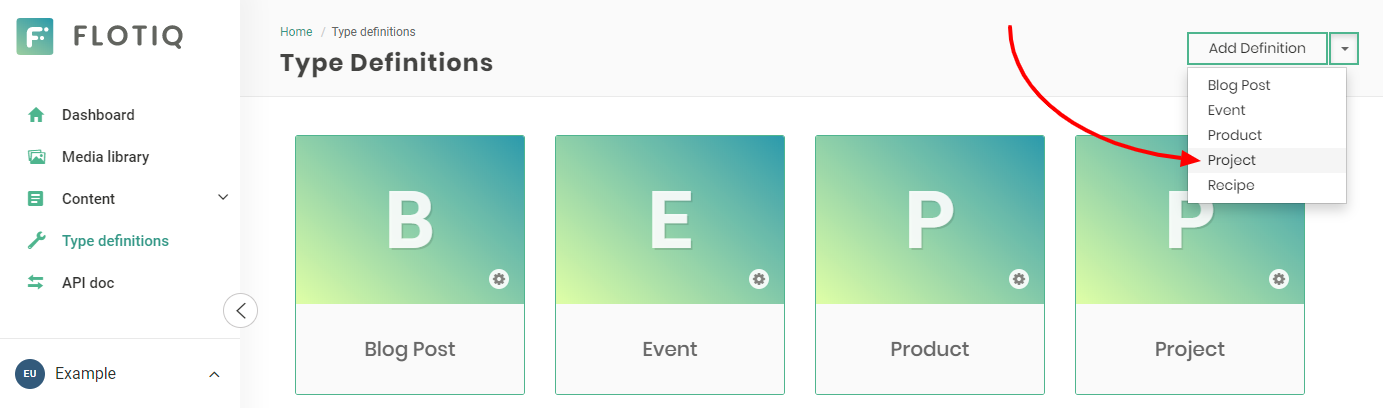 FLOTIQ
Dashboard
Media library
Content
Type definitions
API doc
EU Example
Home / Type definitions
Type Definitions
Add Definition
Blog Post
Event
Product
Project
Recipe
B
E
P
P
Blog Post
Event
Product
Project